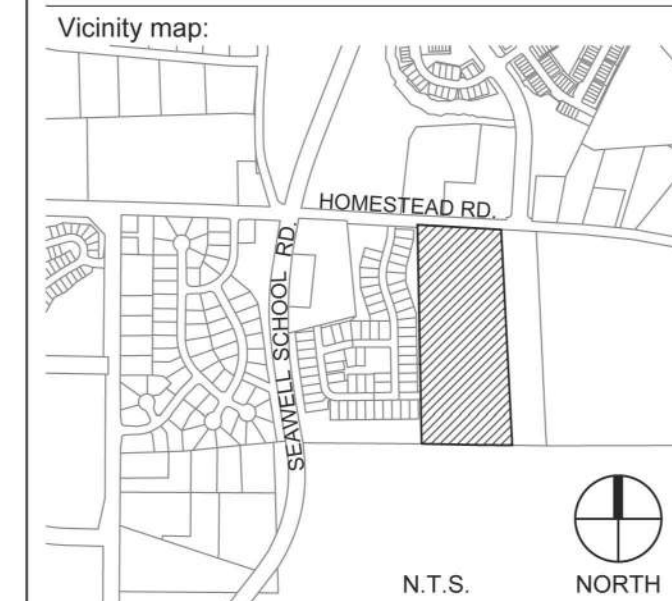 Vicinity map:
HOMESTEAD RD.
SEAWELL SCHOOL RD.
N.T.S.
NORTH